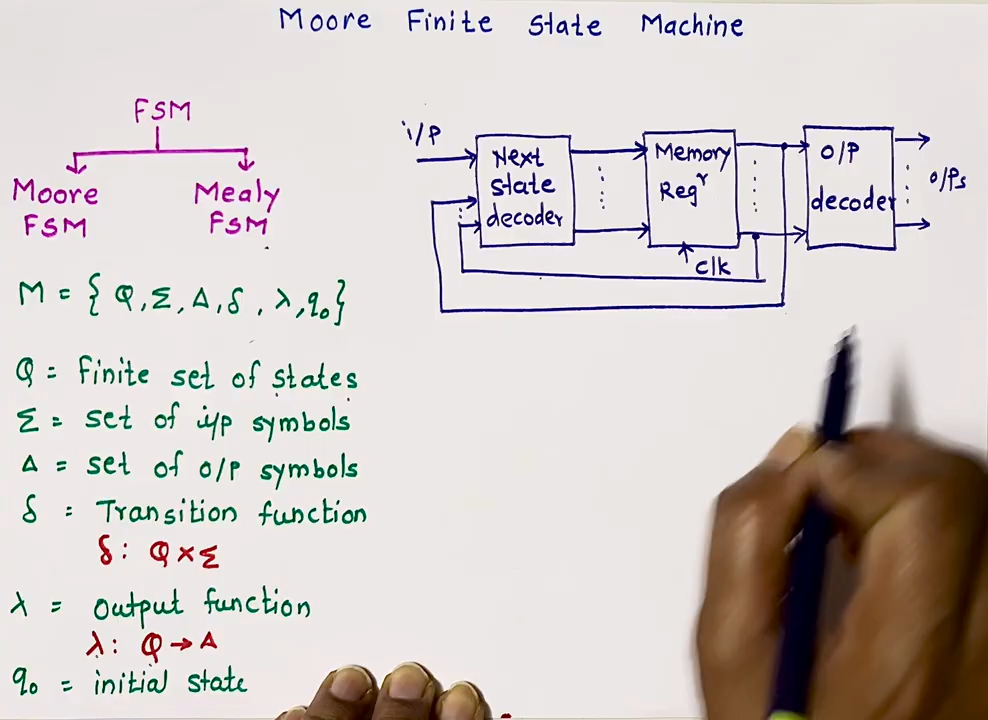 Moore Finite State Machine
FSM
Moore FSM
Mealy FSM
M = { Q, Σ, Δ, δ, λ, q₀}
Q = Finite set of states
Σ = set of i/p symbols
Δ = set of O/P symbols
δ = Transition function
δ: Q × Σ
λ = Output function
λ: Q → Δ
q₀ = initial state
i/P
Next
state
decoder
Memory
Regʳ
clk
O/P
decoder
O/Ps